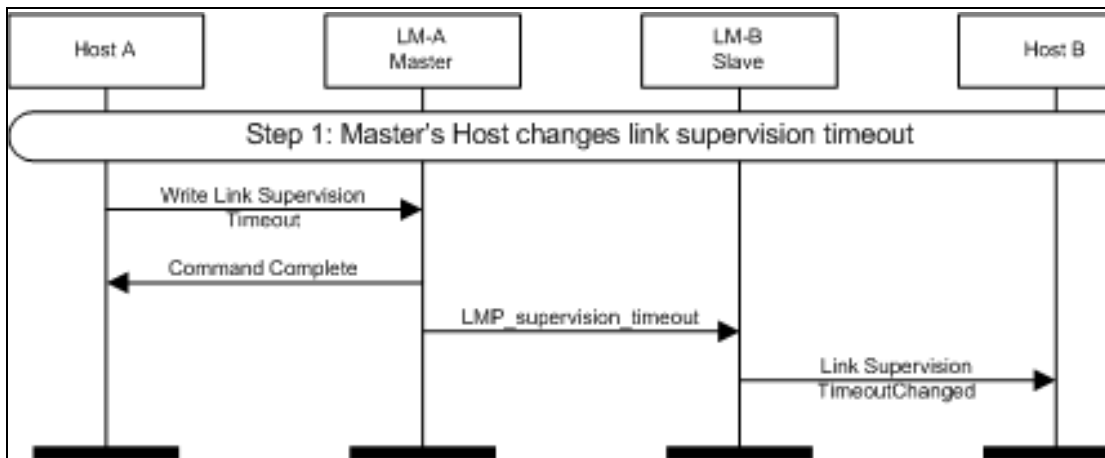 Host A
LM-A
Master
LM-B
Slave
Host B
Step 1: Master's Host changes link supervision timeout
Write Link Supervision
Timeout
Command Complete
LMP_supervision_timeout
Link Supervision
TimeoutChanged